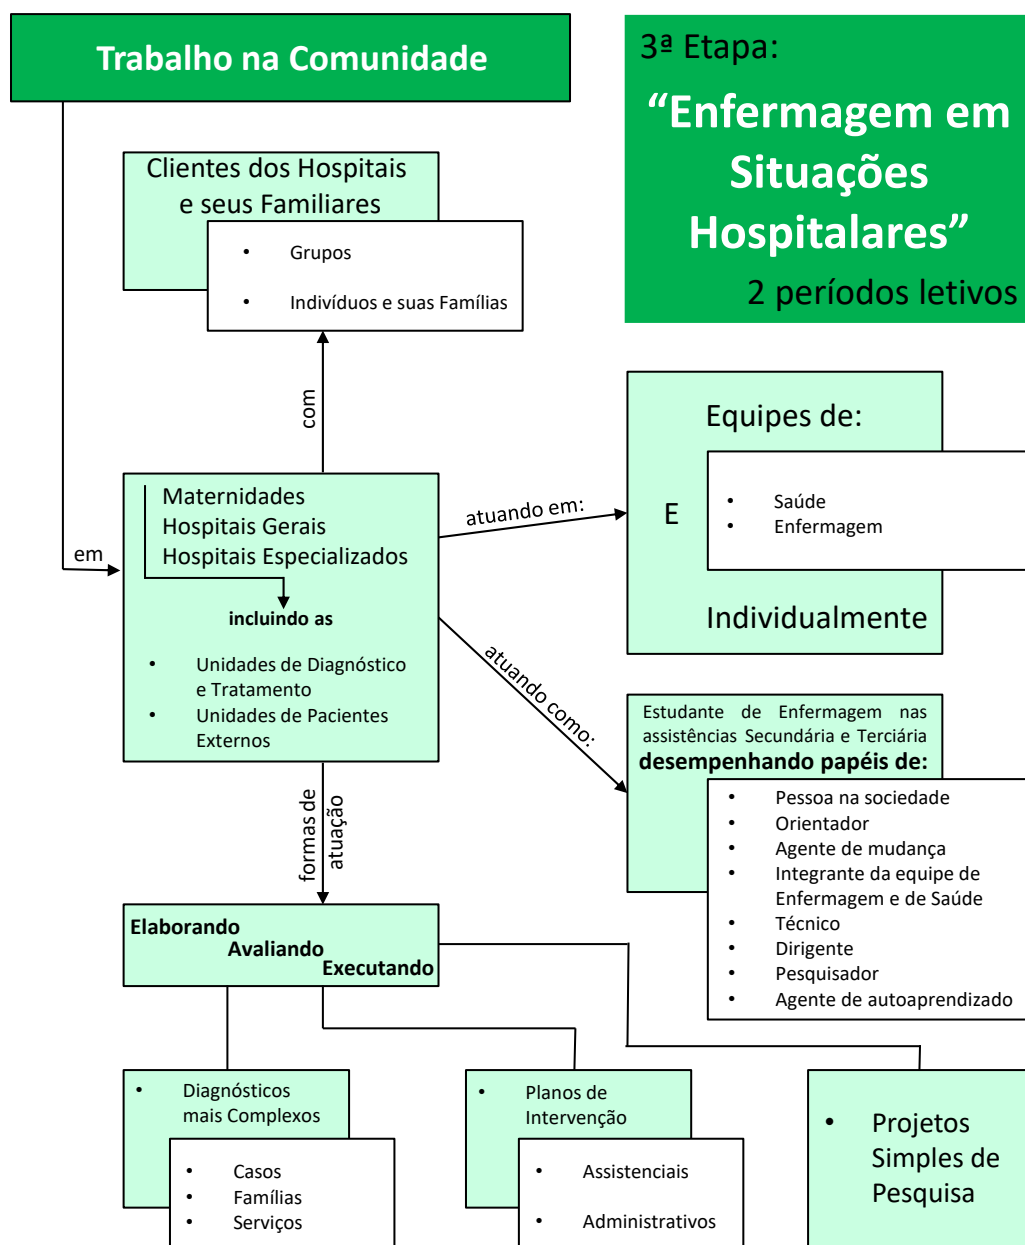 Trabalho na Comunidade
3ª Etapa:
“Enfermagem em
Situações
Hospitalares”
2 períodos letivos
Clientes dos Hospitais
e seus Familiares
• Grupos
• Indivíduos e suas Famílias
com
em
Maternidades
Hospitais Gerais
Hospitais Especializados
incluindo as
• Unidades de Diagnóstico
e Tratamento
• Unidades de Pacientes
Externos
atuando em:
Equipes de:
E
• Saúde
• Enfermagem
Individualmente
atuando como:
Estudante de Enfermagem nas
assistências Secundária e Terciária
desempenhando papéis de:
• Pessoa na sociedade
• Orientador
• Agente de mudança
• Integrante da equipe de
Enfermagem e de Saúde
• Técnico
• Dirigente
• Pesquisador
• Agente de autoaprendizado
formas de
atuação
Elaborando
Avaliando
Executando
• Diagnósticos
mais Complexos
• Casos
• Famílias
• Serviços
• Planos de
Intervenção
• Assistenciais
• Administrativos
• Projetos
Simples de
Pesquisa